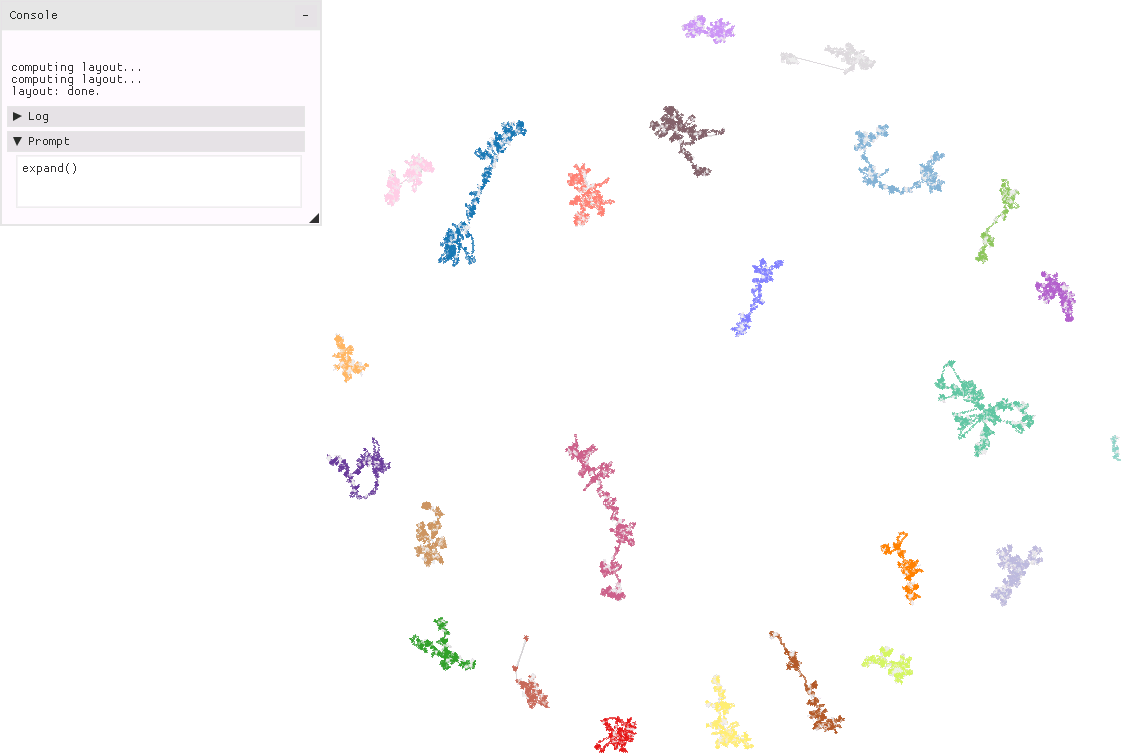 Console
computing layout...
computing layout...
layout: done.
Log
Prompt
expand()